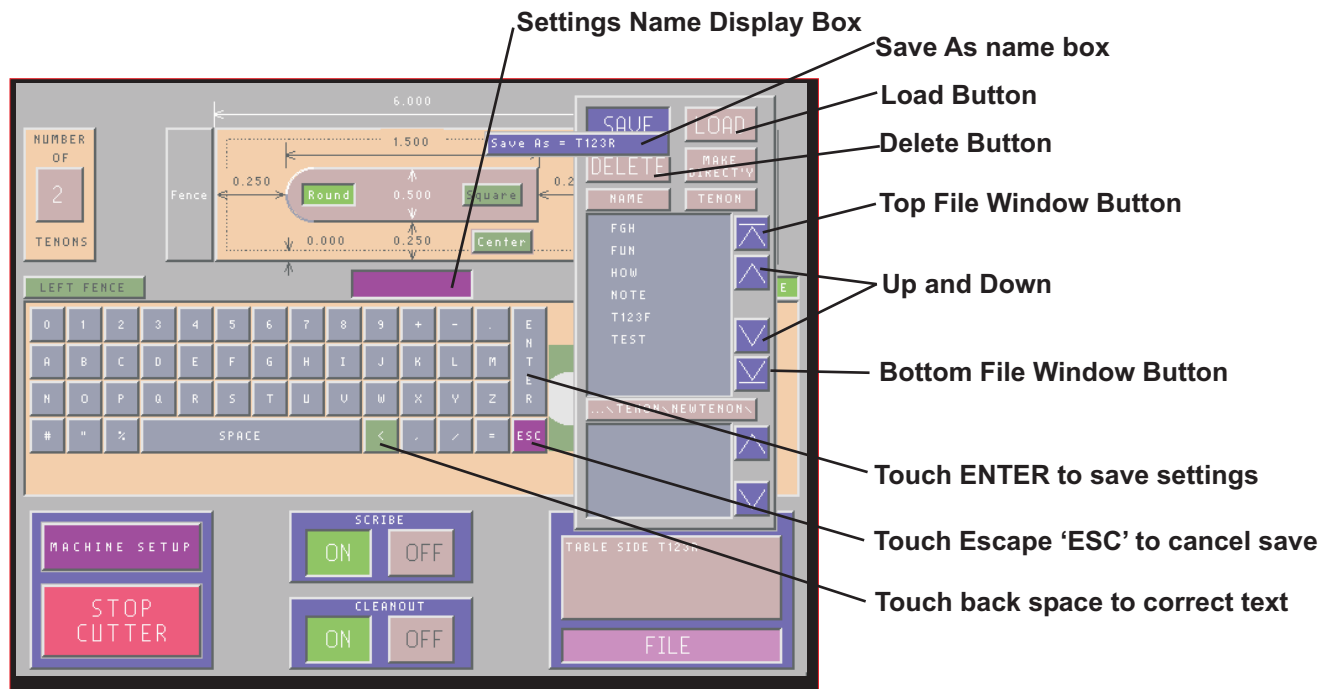 Settings Name Display Box
Save As name box
Load Button
Delete Button
Top File Window Button
Up and Down
Bottom File Window Button
Touch ENTER to save settings
Touch Escape ‘ESC’ to cancel save
Touch back space to correct text
6.000
NUMBER
OF
2
TENONS
Fence
0.250
1.500
Round
0.500
Square
0.2
0.000
0.250
Center
SAVE
LOAD
Save As = T123R
DELETE
MAKE
DIRECT'Y
NAME
TENON
FGH
FUN
HOW
NOTE
T123F
TEST
...\TENON\NEWTENON\
LEFT FENCE
E
0 1 2 3 4 5 6 7 8 9 + - .
A B C D E F G H I J K L M
N O P Q R S T U V W X Y Z
# " % SPACE < , / = ESC
ENTER
MACHINE SETUP
STOP
CUTTER
SCRIBE
ON OFF
CLEANOUT
ON OFF
TABLE SIDE T123R
FILE